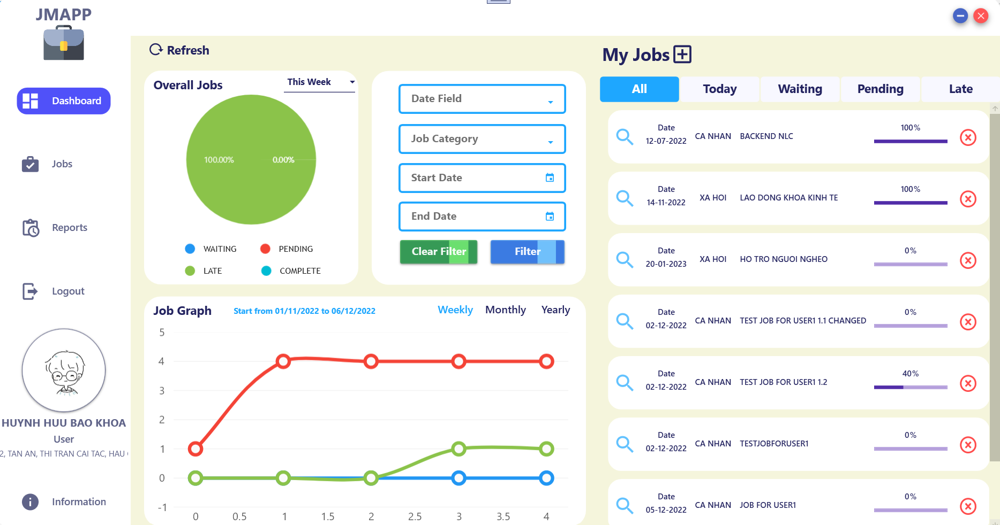 JMAPP
Dashboard
Jobs
Reports
Logout
HUYNH HUU BAO KHOA
User
2, TAN AN, THI TRAN CAI TAC, HAU
Information
Refresh
Overall Jobs
This Week
100.00%
0.00%
WAITING
PENDING
LATE
COMPLETE
Date Field
Job Category
Start Date
End Date
Clear Filter
Filter
Job Graph
Start from 01/11/2022 to 06/12/2022
Weekly
Monthly
Yearly
5
4
3
2
1
0
-1
0 0.5 1 1.5 2 2.5 3 3.5 4
My Jobs
All
Today
Waiting
Pending
Late
Date
12-07-2022
CA NHAN
BACKEND NLC
100%
Date
14-11-2022
XA HOI
LAO DONG KHOA KINH TE
100%
Date
20-01-2023
XA HOI
HO TRO NGUOI NGHEO
0%
Date
02-12-2022
CA NHAN
TEST JOB FOR USER1 1.1 CHANGED
0%
Date
02-12-2022
CA NHAN
TEST JOB FOR USER1 1.2
40%
Date
02-12-2022
CA NHAN
TESTJOBFORUSER1
0%
Date
05-12-2022
CA NHAN
JOB FOR USER1
0%